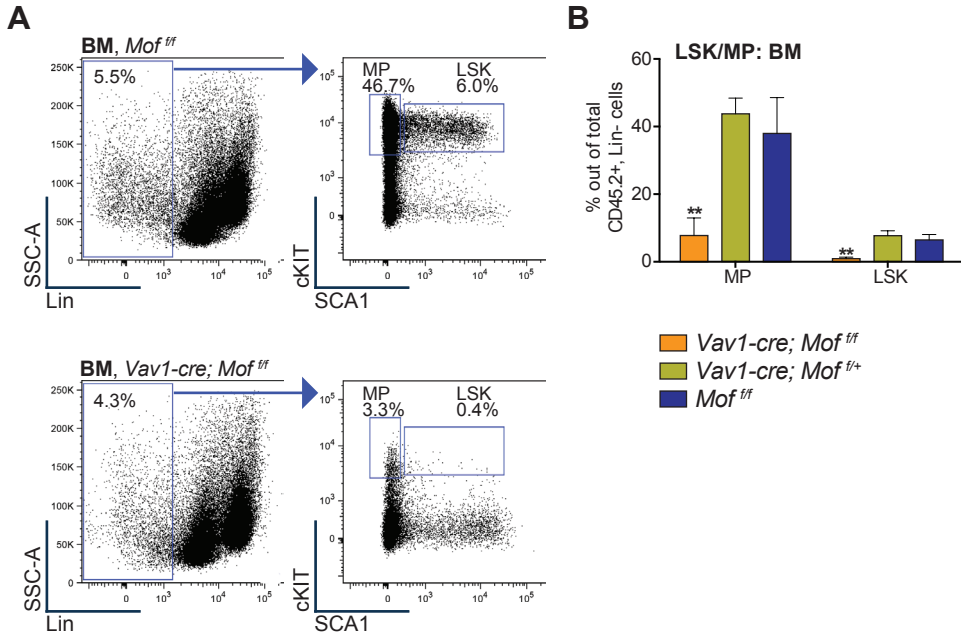 A
BM, Mof f/f
5.5%
250K
200K
150K
100K
50K
0
0
10³
10⁴
10⁵
SSC-A
Lin
MP
46.7%
LSK
6.0%
10⁵
10⁴
10³
0
0
10³
10⁴
10⁵
cKIT
SCA1
BM, Vav1-cre; Mof f/f
4.3%
250K
200K
150K
100K
50K
0
0
10³
10⁴
10⁵
SSC-A
Lin
MP
3.3%
LSK
0.4%
10⁵
10⁴
10³
0
0
10³
10⁴
10⁵
cKIT
SCA1
B
LSK/MP: BM
% out of total
CD45.2+, Lin- cells
60
40
20
0
**
**
MP
LSK
Vav1-cre; Mof f/f
Vav1-cre; Mof f/+
Mof f/f